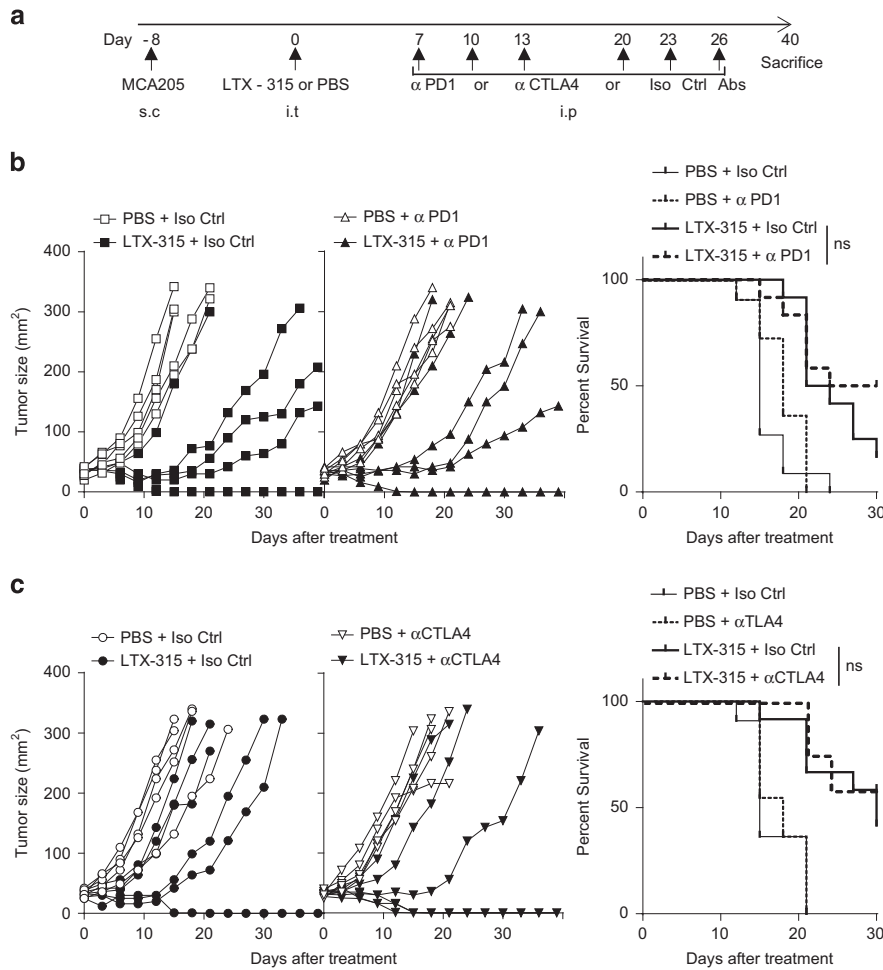 a
Day -8 0 7 10 13 20 23 26 40
Sacrifice
MCA205 LTX - 315 or PBS α PD1 or α CTLA4 or Iso Ctrl Abs
s.c i.t i.p
b
PBS + Iso Ctrl
LTX-315 + Iso Ctrl
PBS + α PD1
LTX-315 + α PD1
PBS + Iso Ctrl
PBS + α PD1
LTX-315 + Iso Ctrl
LTX-315 + α PD1
ns
Tumor size (mm²)
400
300
200
100
0
0 10 20 30
0 10 20 30
Days after treatment
Percent Survival
100
50
0
0 10 20 30
Days after treatment
c
PBS + Iso Ctrl
LTX-315 + Iso Ctrl
PBS + αCTLA4
LTX-315 + αCTLA4
PBS + Iso Ctrl
PBS + αTLA4
LTX-315 + Iso Ctrl
LTX-315 + αCTLA4
ns
Tumor size (mm²)
400
300
200
100
0
0 10 20 30
0 10 20 30
Days after treatment
Percent Survival
100
50
0
0 10 20 30
Days after treatment